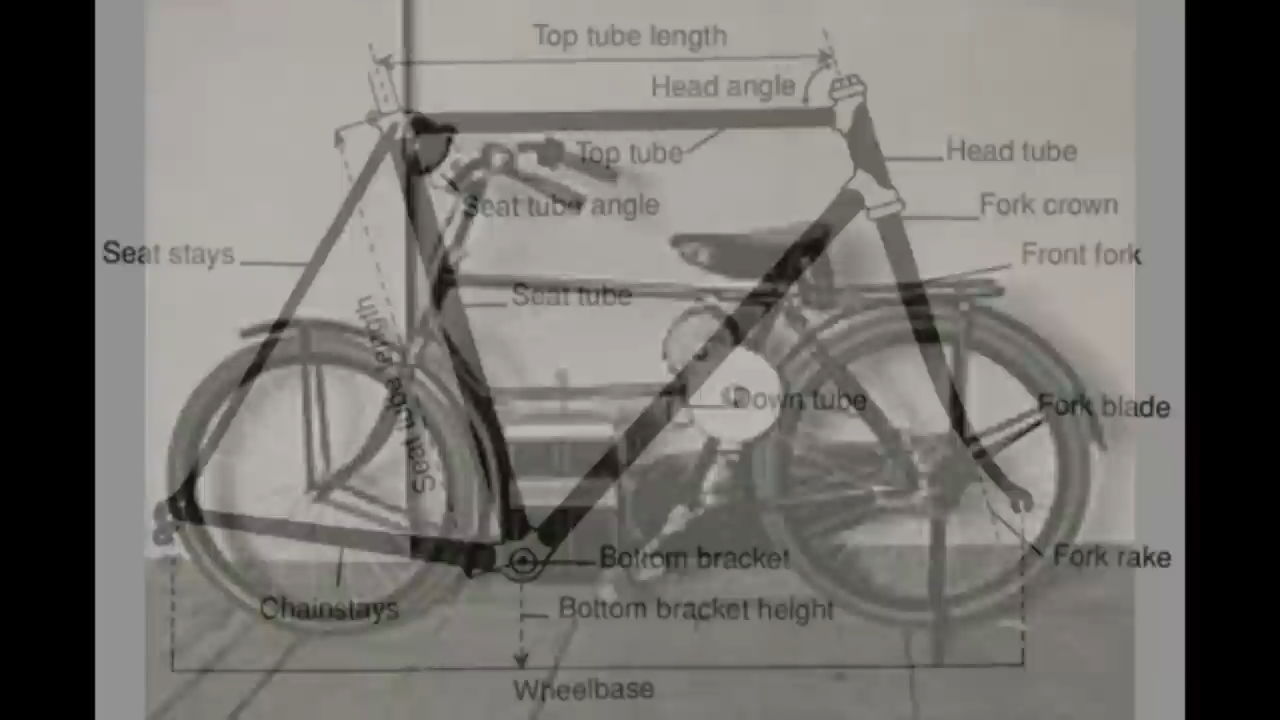 Top tube length
Head angle
Top tube
Head tube
Seat tube angle
Fork crown
Seat stays
Front fork
Seat tube
Seat tube length
Down tube
Fork blade
Bottom bracket
Fork rake
Chainstays
Bottom bracket height
Wheelbase